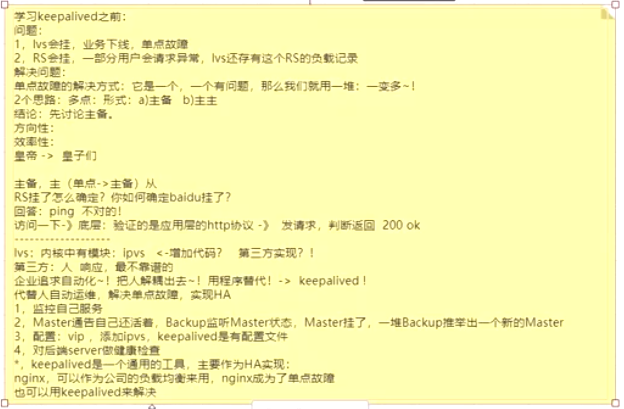 学习keepalived之前：
问题：
1，lvs会挂，业务下线，单点故障
2，RS会挂，一部分用户会请求异常，lvs还存有这个RS的负载记录
解决问题：
单点故障的解决方式：它是一个，一个有问题，那么我们就用一堆：一变多~！
2个思路：多点：形式：a)主备 b)主主
结论：先讨论主备。
方向性：
效率性：
皇帝 -> 皇子们
主备，主（单点->主备）从
RS挂了怎么确定？你如何确定baidu挂了？
回答：ping 不对的！
访问一下-》底层：验证的是应用层的http协议 -》 发请求，判断返回 200 ok
-------------------
lvs：内核中有模块：ipvs <-增加代码？ 第三方实现？！
第三方：人 响应，最不靠谱的
企业追求自动化~！把人解耦出去~！用程序替代！-> keepalived！
代替人自动运维，解决单点故障，实现HA
1，监控自己服务
2，Master通告自己还活着，Backup监听Master状态，Master挂了，一堆Backup推举出一个新的Master
3，配置：vip ，添加ipvs，keepalived是有配置文件
4，对后端server做健康检查
*，keepalived是一个通用的工具，主要作为HA实现：
nginx，可以作为公司的负载均衡来用，nginx成为了单点故障
也可以用keepalived来解决